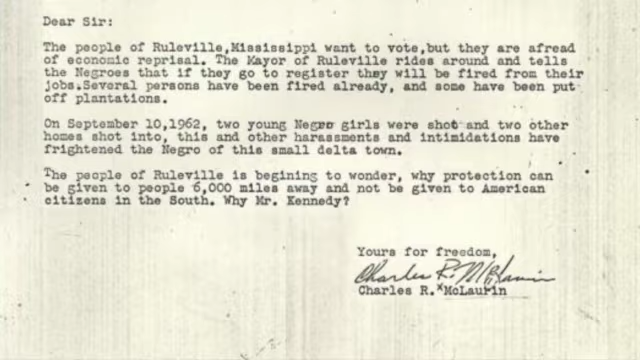 Dear Sir:
The people of Ruleville,Mississippi want to vote,but they are afread
of economic reprisal. The Mayor of Ruleville rides around and tells
the Negroes that if they go to register they will be fired from their
jobs.Several persons have been fired already, and some have been put
off plantations.
On September 10,1962, two young Negro girls were shot and two other
homes shot into, this and other harassments and intimidations have
frightened the Negro of this small delta town.
The people of Ruleville is begining to wonder, why protection can
be given to people 6,000 miles away and not be given to American
citizens in the South. Why Mr. Kennedy?
Yours for freedom,
Charles R. McLaurin
Charles R. McLaurin